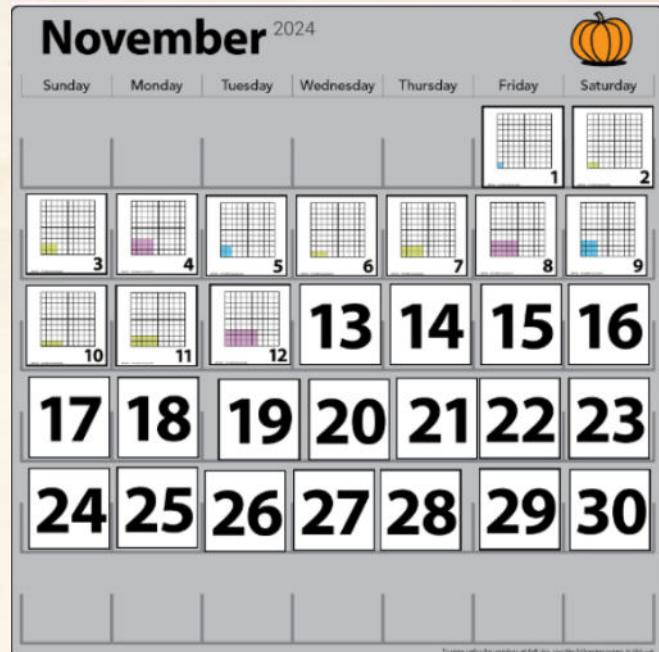 November 2024
Sunday Monday Tuesday Wednesday Thursday Friday Saturday
1 2
3 4 5 6 7 8 9
10 11 12 13 14 15 16
17 18 19 20 21 22 23
24 25 26 27 28 29 30